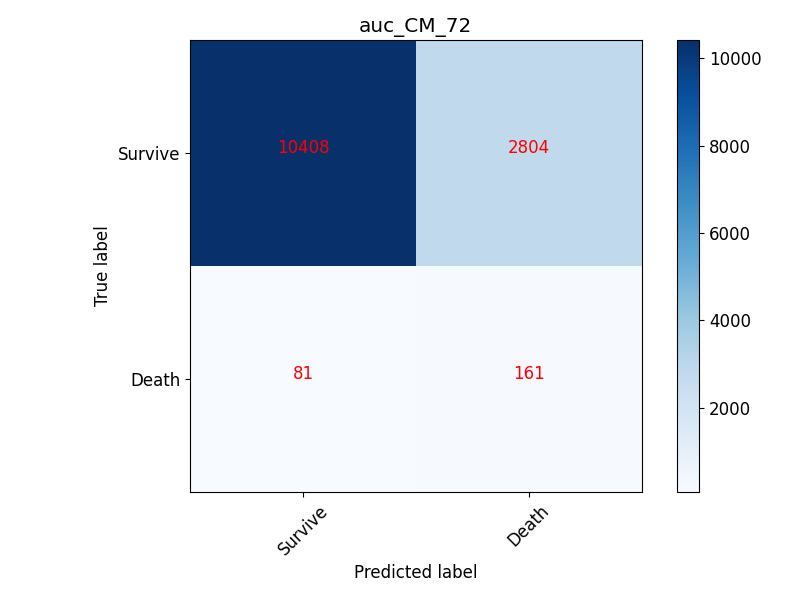 auc_CM_72
Survive
10408
2804
10000
8000
6000
4000
2000
True label
Death
81
161
Survive
Death
Predicted label